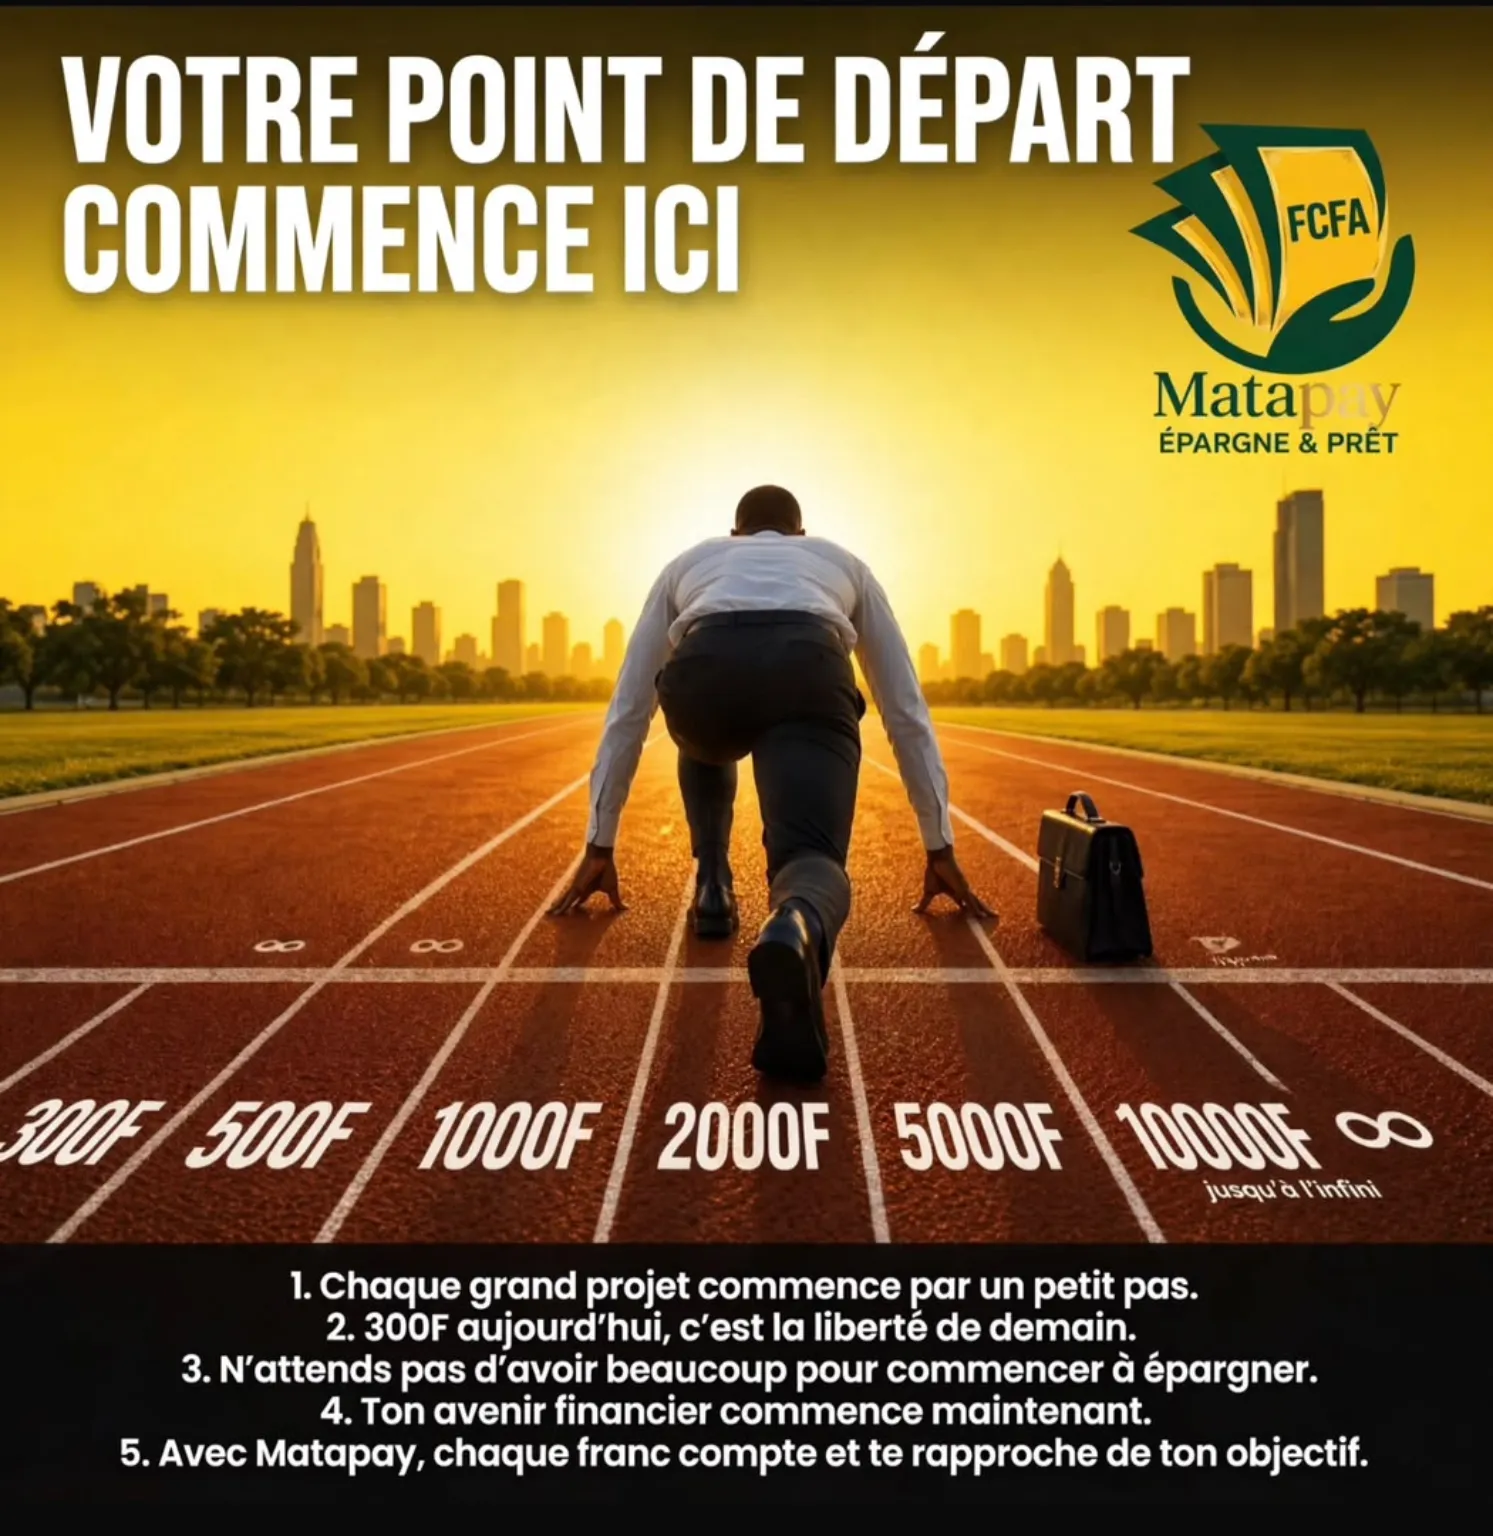 VOTRE POINT DE DÉPART
COMMENCE ICI
FCFA
Matapay
ÉPARGNE & PRÊT
300F 500F 1000F 2000F 5000F 10000F ∞
jusqu'à l'infini
1. Chaque grand projet commence par un petit pas.
2. 300F aujourd'hui, c'est la liberté de demain.
3. N'attends pas d'avoir beaucoup pour commencer à épargner.
4. Ton avenir financier commence maintenant.
5. Avec Matapay, chaque franc compte et te rapproche de ton objectif.